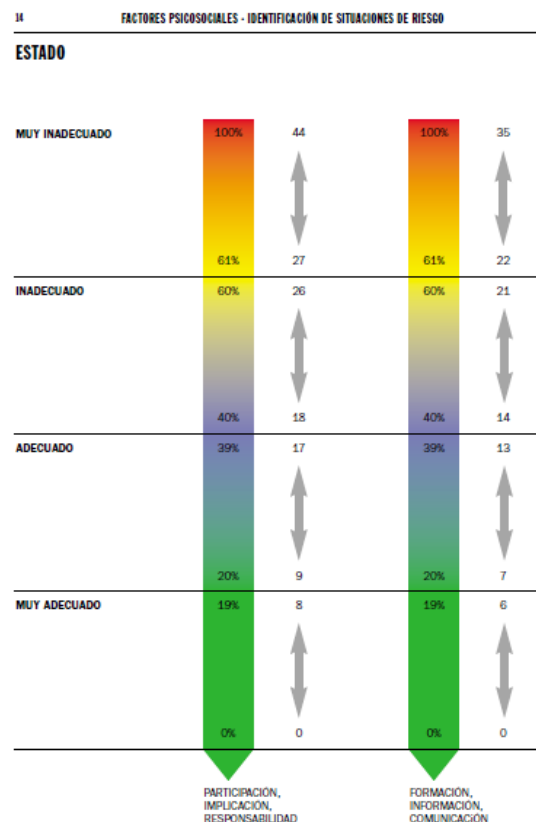 14 FACTORES PSICOSOCIALES - IDENTIFICACIÓN DE SITUACIONES DE RIESGO
ESTADO
MUY INADECUADO 100% 44 100% 35
61% 27 61% 22
INADECUADO 60% 26 60% 21
40% 18 40% 14
ADECUADO 39% 17 39% 13
20% 9 20% 7
MUY ADECUADO 19% 8 19% 6
0% 0 0% 0
PARTICIPACIÓN, FORMACIÓN,
IMPLICACIÓN, INFORMACIÓN,
RESPONSABILIDAD COMUNICACIÓN